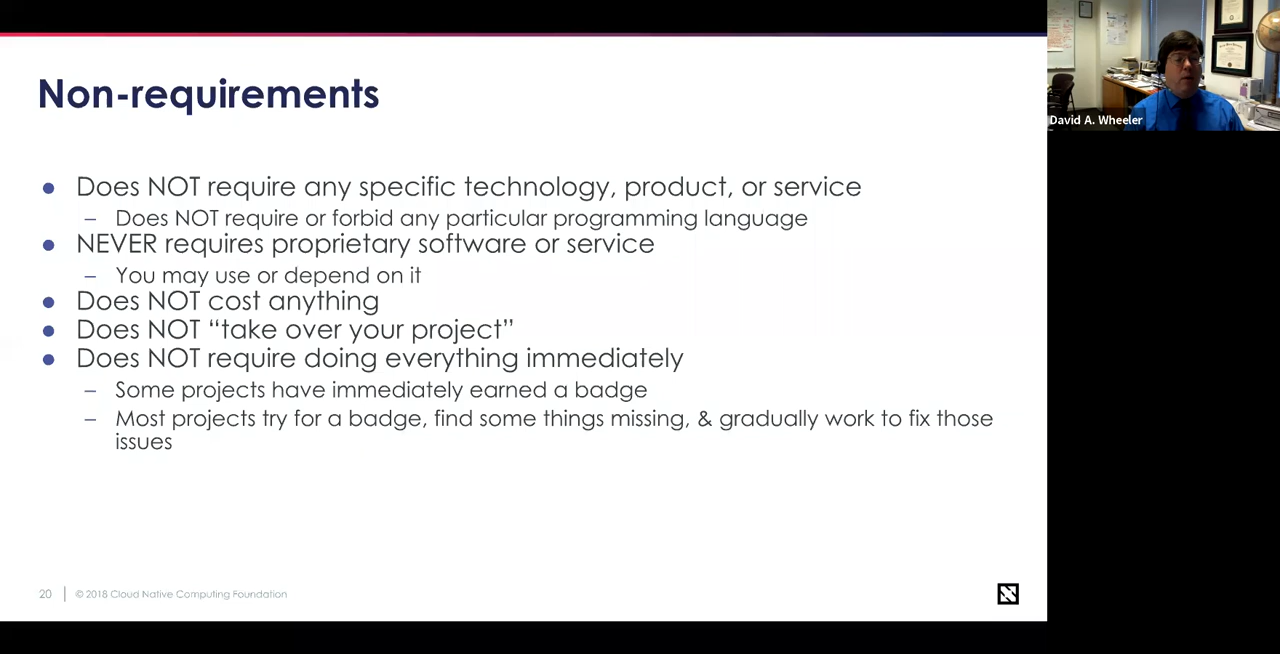 Non-requirements
David A. Wheeler
● Does NOT require any specific technology, product, or service
– Does NOT require or forbid any particular programming language
● NEVER requires proprietary software or service
– You may use or depend on it
● Does NOT cost anything
● Does NOT “take over your project”
● Does NOT require doing everything immediately
– Some projects have immediately earned a badge
– Most projects try for a badge, find some things missing, & gradually work to fix those
issues
20 | © 2018 Cloud Native Computing Foundation